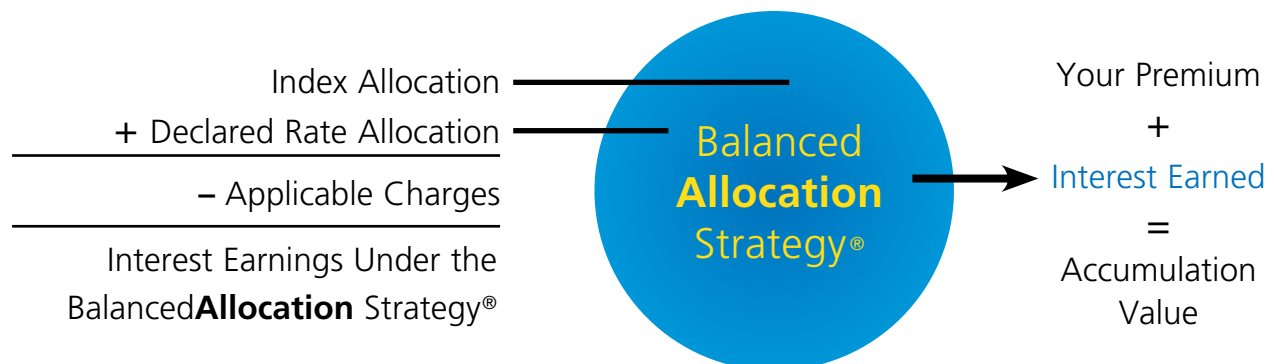 Index Allocation
+ Declared Rate Allocation
– Applicable Charges
Interest Earnings Under the
BalancedAllocation Strategy®
Balanced
Allocation
Strategy®
Your Premium
+
Interest Earned
=
Accumulation
Value